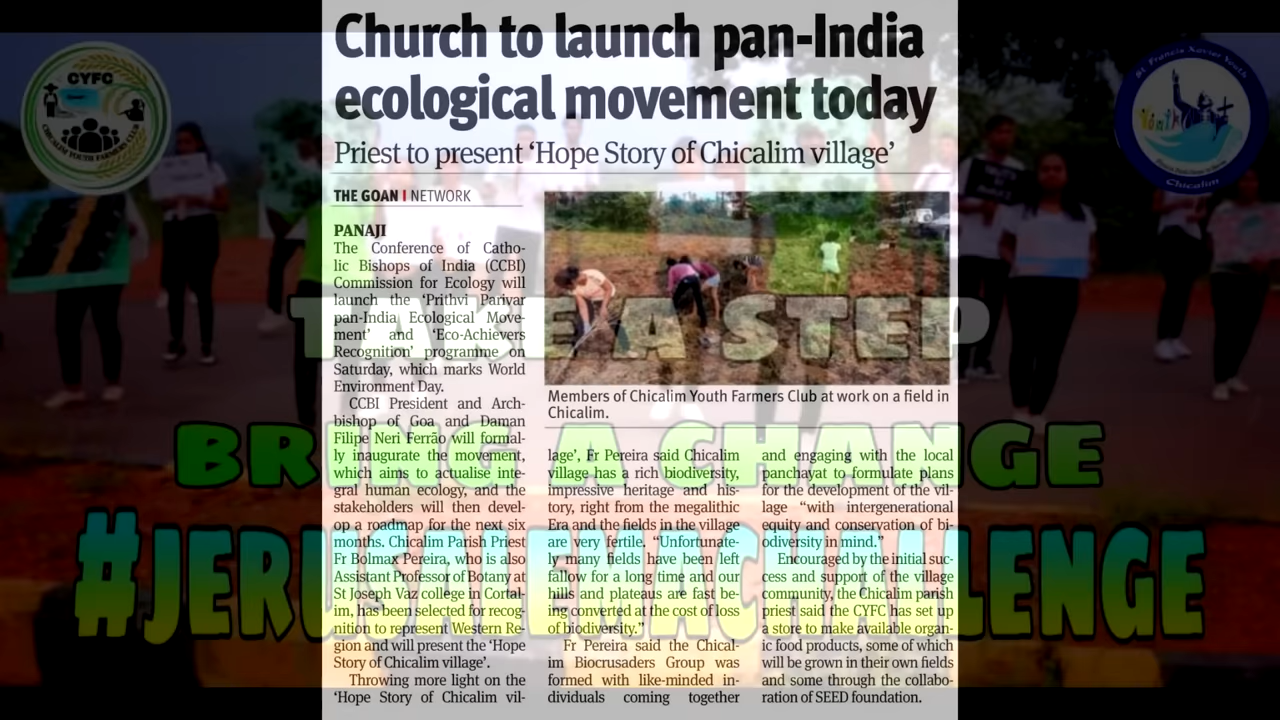 Church to launch pan-India
ecological movement today
Priest to present ‘Hope Story of Chicalim village’
THE GOAN I NETWORK
PANAJI
The Conference of Catho-
lic Bishops of India (CCBI)
Commission for Ecology will
launch the ‘Prithvi Parivar
pan-India Ecological Move-
ment’ and ‘Eco-Achievers
Recognition’ programme on
Saturday, which marks World
Environment Day.
CCBI President and Arch-
bishop of Goa and Daman
Filipe Neri Ferrão will formal-
ly inaugurate the movement,
which aims to actualise inte-
gral human ecology, and the
stakeholders will then devel-
op a roadmap for the next six
months. Chicalim Parish Priest
Fr Bolmax Pereira, who is also
Assistant Professor of Botany at
St Joseph Vaz college in Cortal-
im, has been selected for recog-
nition to represent Western Re-
gion and will present the ‘Hope
Story of Chicalim village’.
Throwing more light on the
‘Hope Story of Chicalim vil-
Members of Chicalim Youth Farmers Club at work on a field in
Chicalim.
lage’, Fr Pereira said Chicalim
village has a rich biodiversity,
impressive heritage and his-
tory, right from the megalithic
Era and the fields in the village
are very fertile. “Unfortunate-
ly many fields have been left
fallow for a long time and our
hills and plateaus are fast be-
ing converted at the cost of loss
of biodiversity.”
Fr Pereira said the Chical-
im Biocrusaders Group was
formed with like-minded in-
dividuals coming together
and engaging with the local
panchayat to formulate plans
for the development of the vil-
lage “with intergenerational
equity and conservation of bi-
odiversity in mind.”
Encouraged by the initial suc-
cess and support of the village
community, the Chicalim parish
priest said the CYFC has set up
a store to make available organ-
ic food products, some of which
will be grown in their own fields
and some through the collabo-
ration of SEED foundation.
TAKE A STEP
BRING A CHANGE
#JERUSALEMACHALLENGE
CYFC
CHICALIM YOUTH FARMERS CLUB
St Francis Xavier Youth
Youth
Chicalim